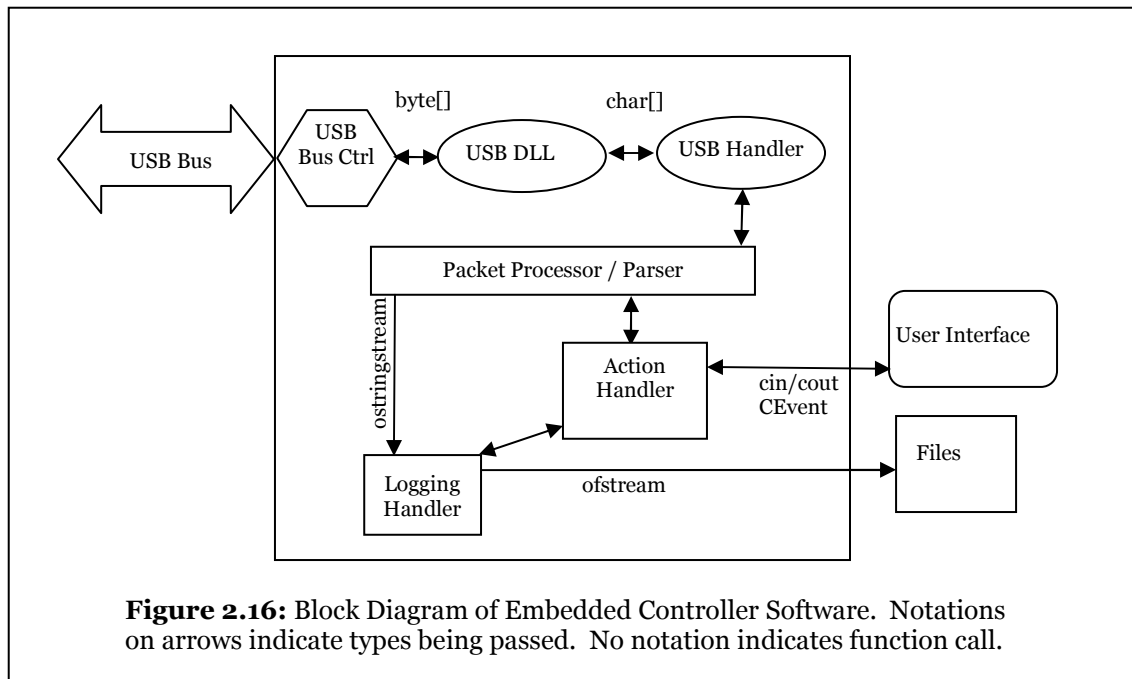 byte[]
char[]
USB Bus
USB
Bus Ctrl
USB DLL
USB Handler
Packet Processor / Parser
ostringstream
Action
Handler
User Interface
cin/cout
CEvent
Logging
Handler
ofstream
Files
Figure 2.16: Block Diagram of Embedded Controller Software.  Notations
on arrows indicate types being passed.  No notation indicates function call.